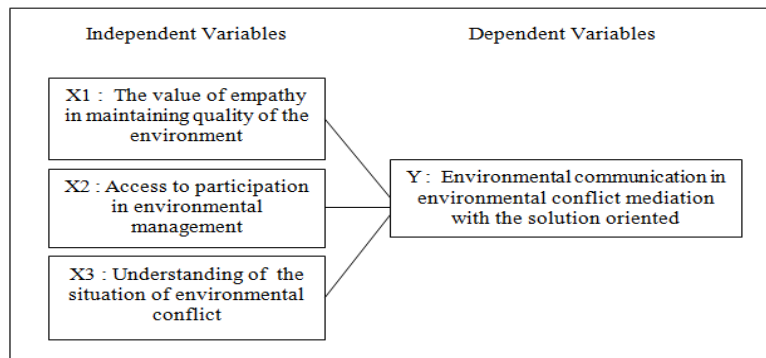 Independent Variables
Dependent Variables
X1 : The value of empathy
in maintaining quality of the
environment
X2 : Access to participation
in environmental
management
X3 : Understanding of the
situation of environmental
conflict
Y : Environmental communication in
environmental conflict mediation
with the solution oriented